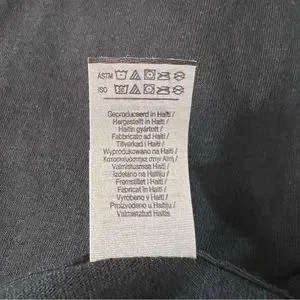 ASTM
ISO
Geproduceerd in Haïti /
Hergestellt in Haiti /
Haitin gyártott /
Fabbricato ad Haiti /
Tillverkad i Haiti /
Wyprodukowano na Haiti /
Κατασκευάστηκε στην Αϊτή /
Valmistusmaa Haiti /
Izdelano na Haitiju /
Fremstillet i Haiti /
Fabricat în Haiti /
Vyrobeno v Haiti /
Proizvedeno u Haitiju /
Valmistatud Haitis